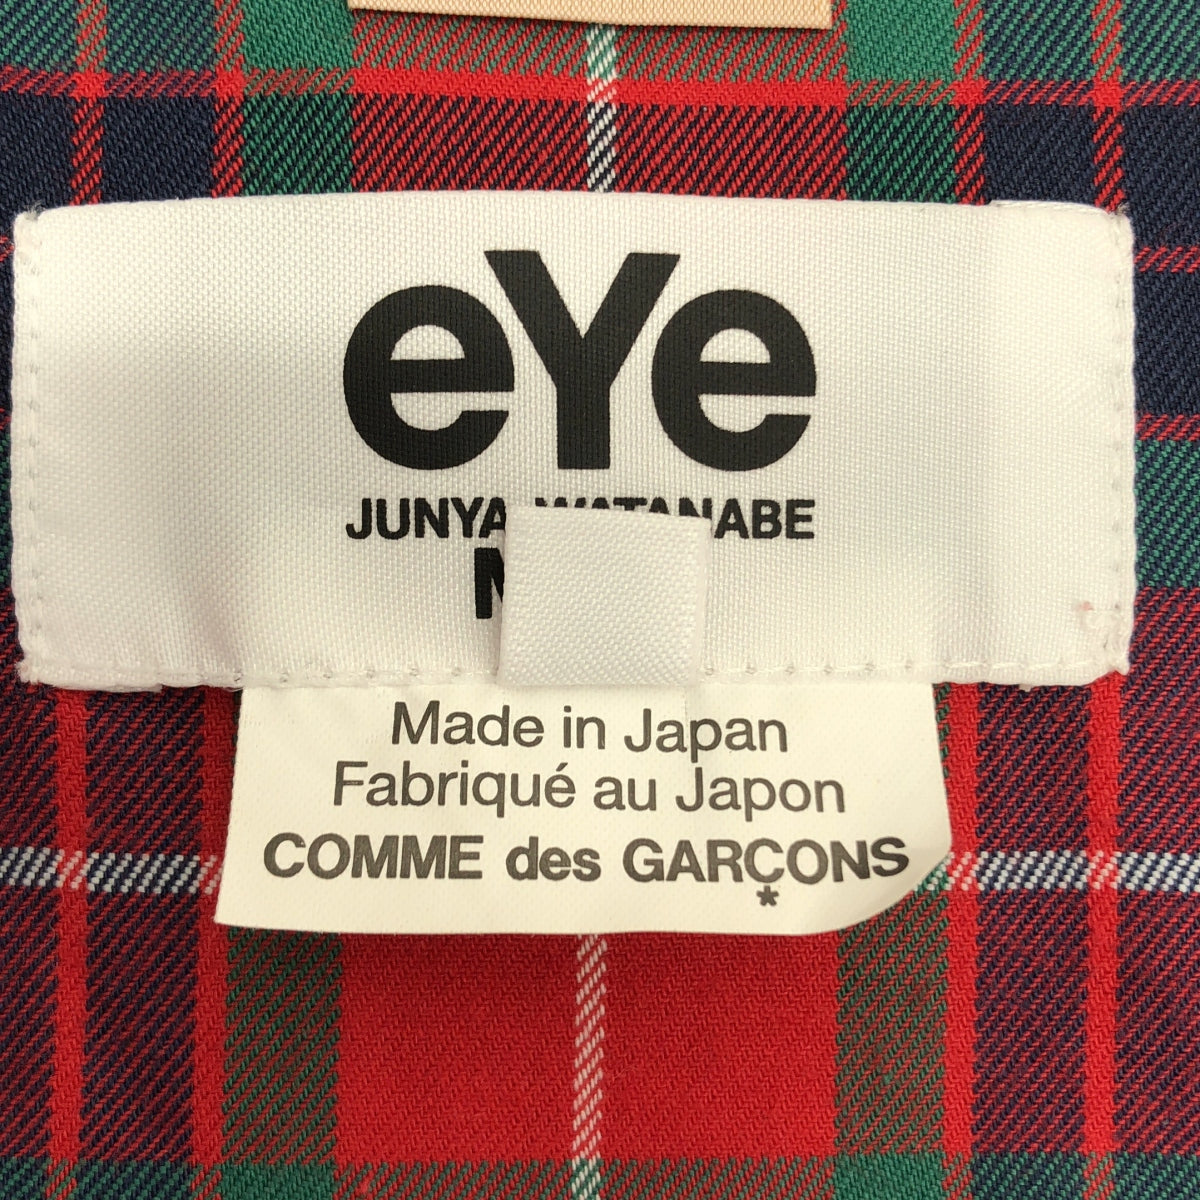 eYe
JUNYA WATANABE
Made in Japan
Fabriqué au Japon
COMME des GARÇONS
*